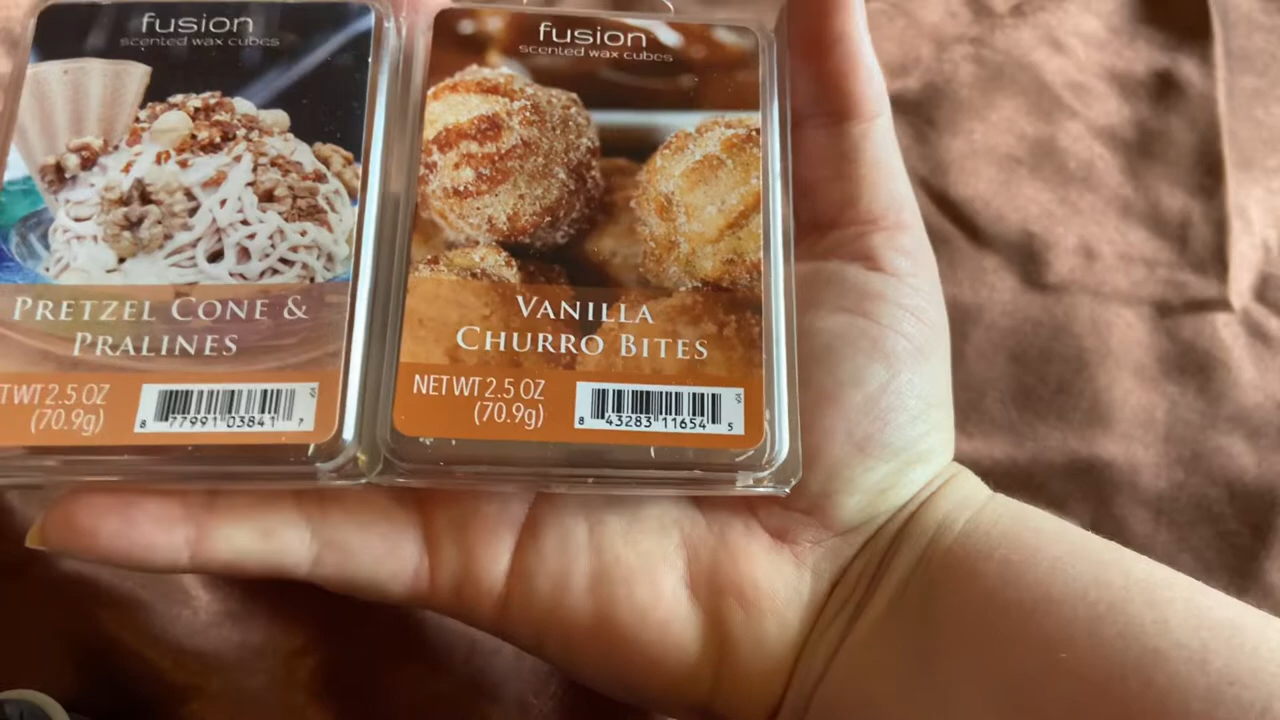 fusion
scented wax cubes
PRETZEL CONE &
PRALINES
TWT 2.5 OZ
(70.9g)
8 77991 03841 7
fusion
scented wax cubes
VANILLA
CHURRO BITES
NET WT 2.5 OZ
(70.9g)
8 43283 11654 5